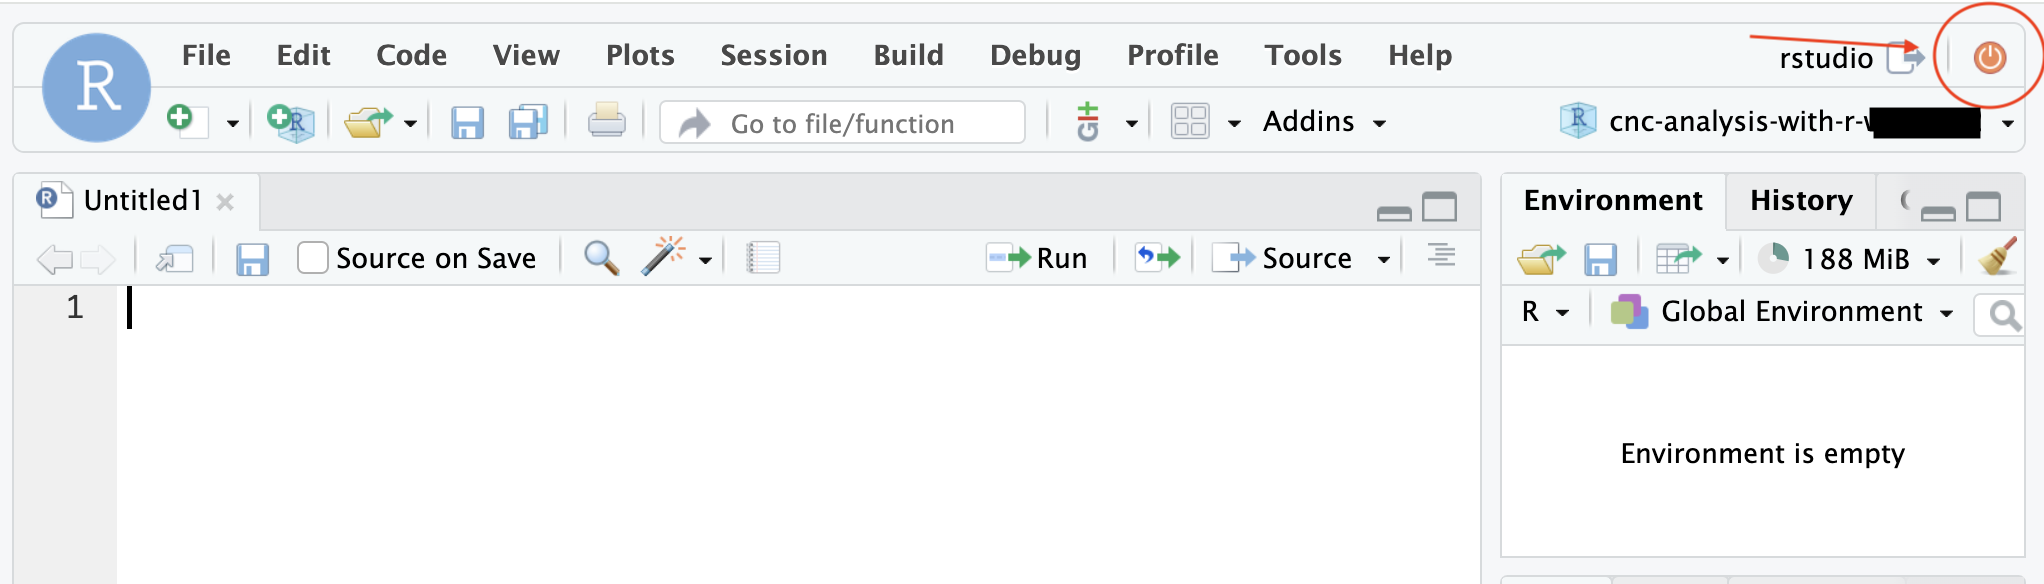 R File Edit Code View Plots Session Build Debug Profile Tools Help rstudio
Go to file/function Addins cnc-analysis-with-r-
Untitled1
Source on Save Run Source
1
Environment History
188 MiB
R Global Environment
Environment is empty